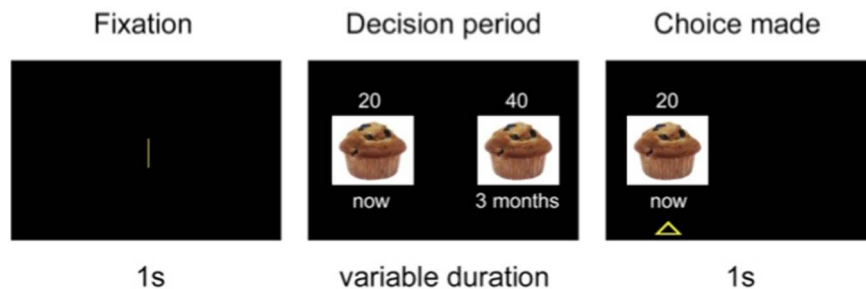 Fixation
Decision period
Choice made
20
40
20
now
3 months
now
1s
variable duration
1s